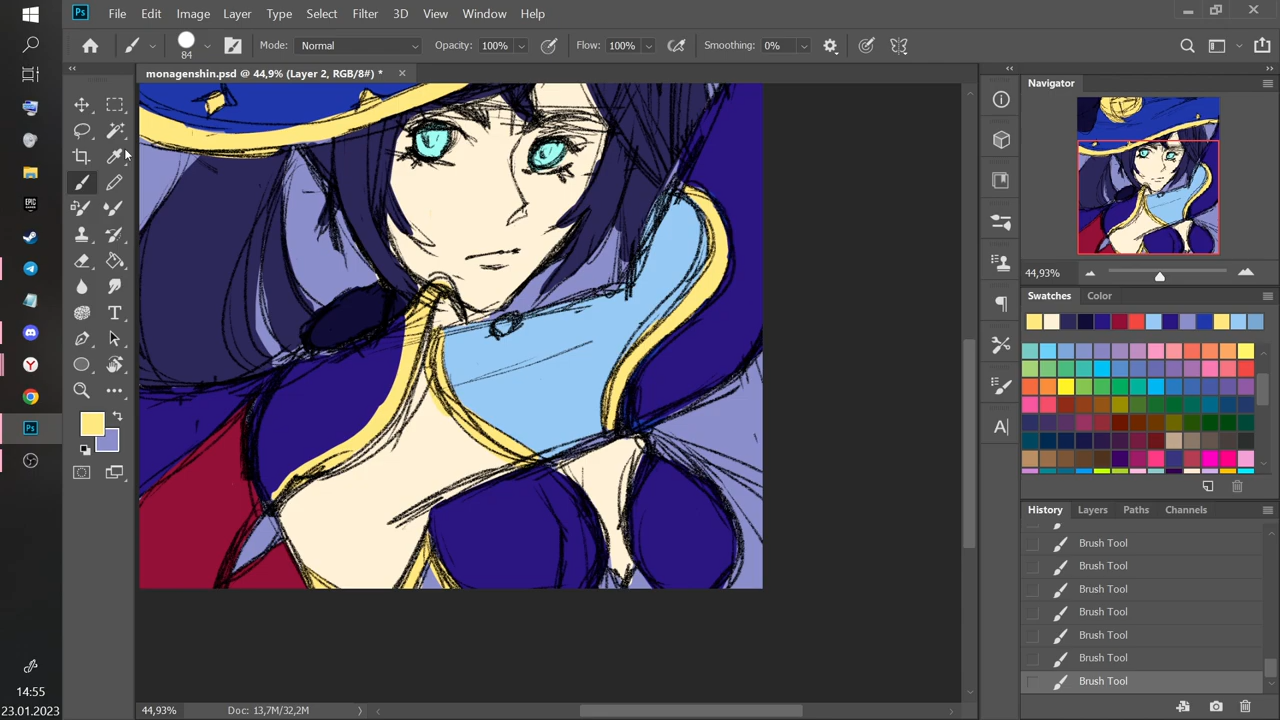 Ps File Edit Image Layer Type Select Filter 3D View Window Help
84 Mode: Normal Opacity: 100% Flow: 100% Smoothing: 0%
monagenshin.psd @ 44,9% (Layer 2, RGB/8#) *
Navigator
44,93%
Swatches Color
History Layers Paths Channels
Brush Tool
Brush Tool
Brush Tool
Brush Tool
Brush Tool
Brush Tool
Brush Tool
44,93% Doc: 13,7M/32,2M
EPIC
Ps
14:55
23.01.2023